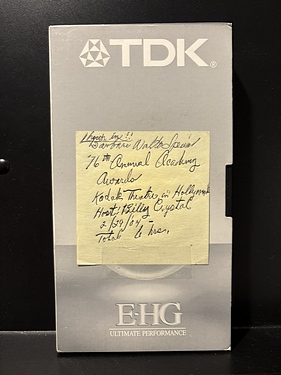 TDK
Barbara Walters Special
76th Annual Academy
Awards
Kodak Theatre in Hollywood
Host: Billy Crystal
2/29/04 -
Total 6 hrs,
E·HG
ULTIMATE PERFORMANCE